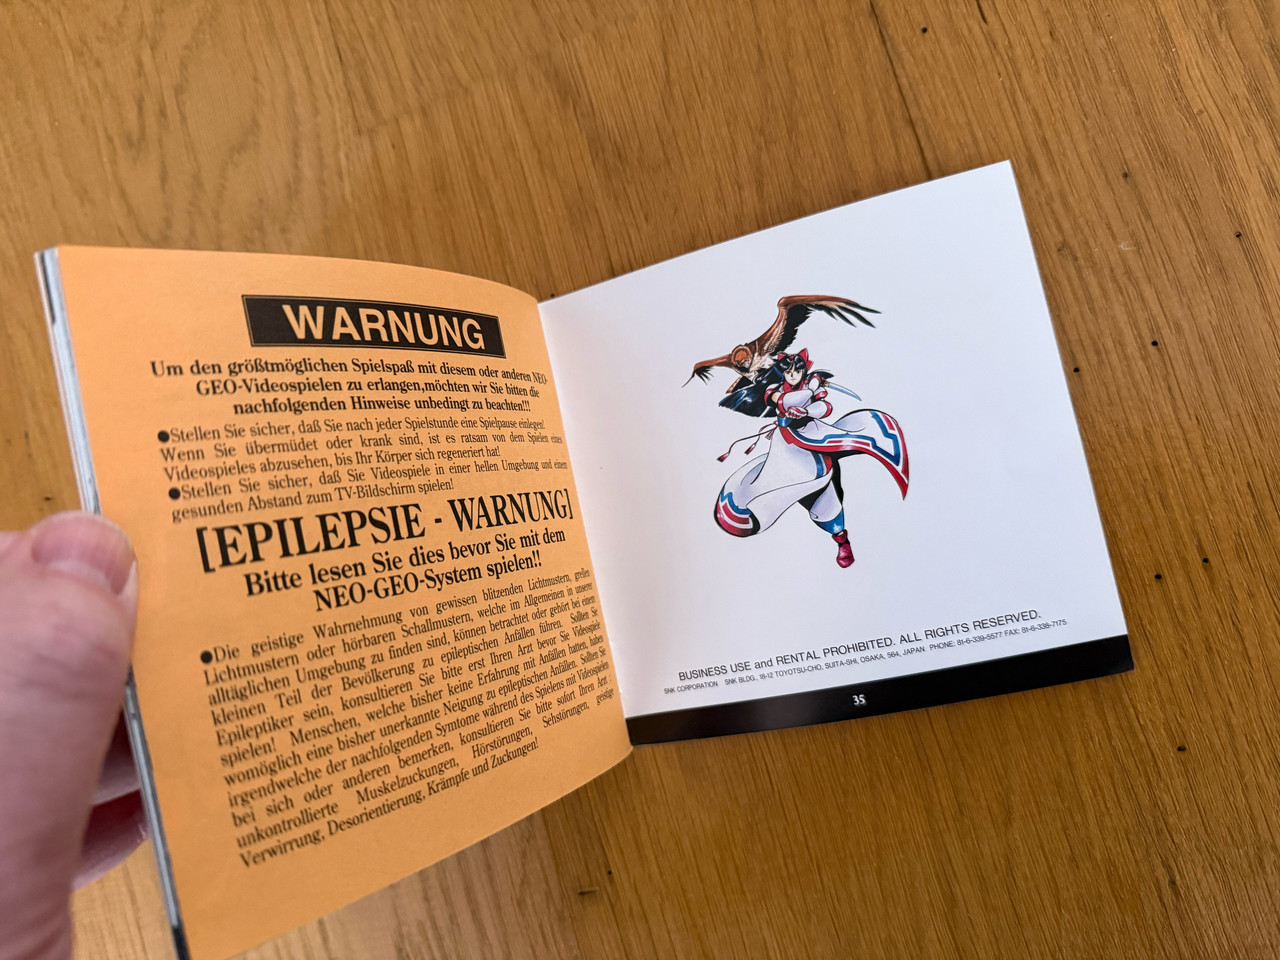 WARNUNG
Um den größtmöglichen Spielspaß mit diesem oder anderen NEO-
GEO-Videospielen zu erlangen,möchten wir Sie bitten die
nachfolgenden Hinweise unbedingt zu beachten!!!
●Stellen Sie sicher, daß Sie nach jeder Spielstunde eine Spielpause einlegen!
Wenn Sie übermüdet oder krank sind, ist es ratsam von dem Spielen eines
Videospieles abzusehen, bis Ihr Körper sich regeneriert hat!
●Stellen Sie sicher, daß Sie Videospiele in einer hellen Umgebung und einem
gesunden Abstand zum TV-Bildschirm spielen!
[EPILEPSIE - WARNUNG]
Bitte lesen Sie dies bevor Sie mit dem
NEO-GEO-System spielen!!
●Die geistige Wahrnehmung von gewissen blitzenden Lichtmustern, grellen
Lichtmustern oder hörbaren Schallmustern, welche im Allgemeinen in unserer
alltäglichen Umgebung zu finden sind, können betrachtet oder gehört bei einem
kleinen Teil der Bevölkerung zu epileptischen Anfällen führen. Sollten Sie
Epileptiker sein, konsultieren Sie bitte erst Ihren Arzt bevor Sie Videospiele
spielen! Menschen, welche bisher keine Erfahrung mit Anfällen hatten, haben
womöglich eine bisher unerkannte Neigung zu epileptischen Anfällen. Sollten Sie
irgendwelche der nachfolgenden Symtome während des Spielens mit Videospielen
bei sich oder anderen bemerken, konsultieren Sie bitte sofort Ihren Arzt :
unkontrollierte Muskelzuckungen, Hörstörungen, Sehstörungen, geistige
Verwirrung, Desorientierung, Krämpfe und Zuckungen!
BUSINESS USE and RENTAL PROHIBITED. ALL RIGHTS RESERVED.
SNK CORPORATION. SNK BLDG., 18-12 TOYOTSU-CHO, SUITA-SHI, OSAKA, 564, JAPAN. PHONE: 81-6-339-5577 FAX: 81-6-338-7175
35